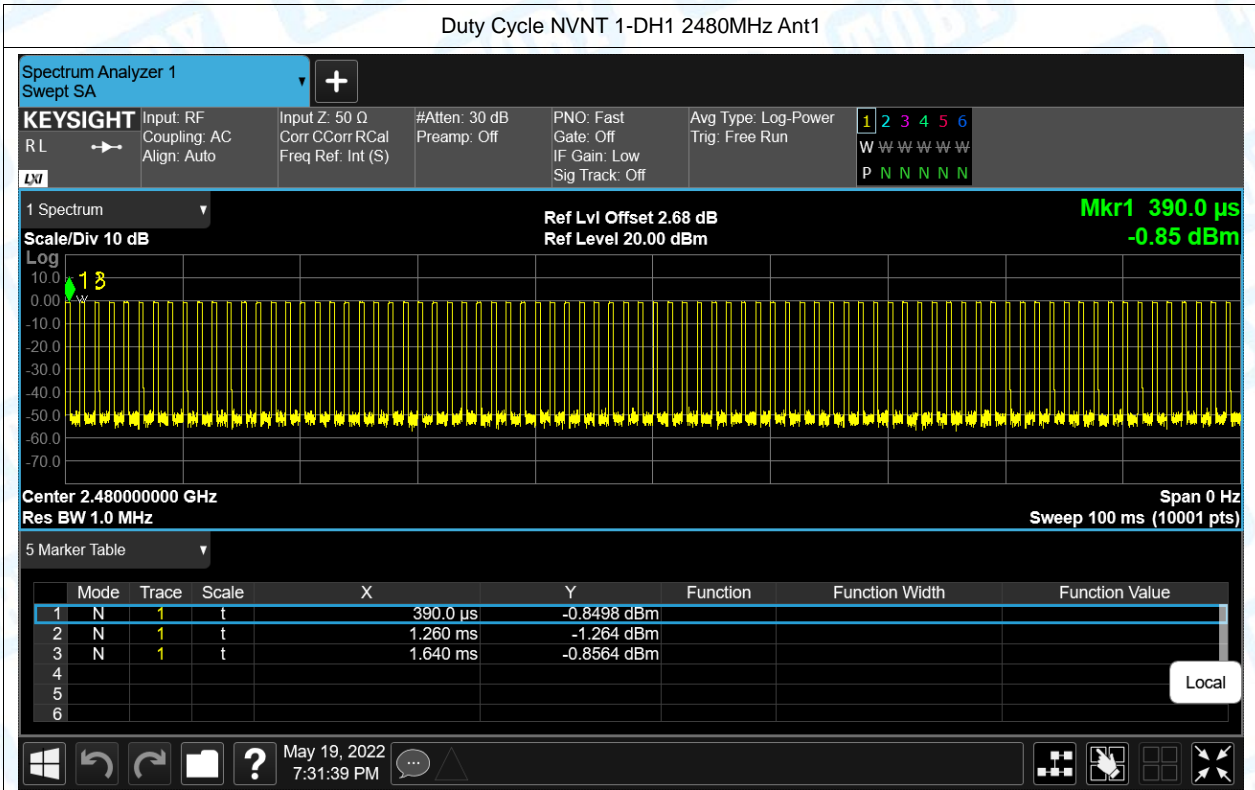 Duty Cycle NVNT 1-DH1 2480MHz Ant1
Spectrum Analyzer 1
Swept SA
KEYSIGHT Input: RF Input Z: 50 Ω #Atten: 30 dB PNO: Fast Avg Type: Log-Power 1 2 3 4 5 6
RL Coupling: AC Corr CCorr RCal Preamp: Off Gate: Off Trig: Free Run W W W W W W
Align: Auto Freq Ref: Int (S) IF Gain: Low
LXI Sig Track: Off P N N N N N
1 Spectrum Ref Lvl Offset 2.68 dB Mkr1 390.0 µs
Scale/Div 10 dB Ref Level 20.00 dBm -0.85 dBm
Log
10.0
0.00
-10.0
-20.0
-30.0
-40.0
-50.0
-60.0
-70.0
Center 2.480000000 GHz Span 0 Hz
Res BW 1.0 MHz Sweep 100 ms (10001 pts)
5 Marker Table
Mode Trace Scale X Y Function Function Width Function Value
1 N 1 t 390.0 µs -0.8498 dBm
2 N 1 t 1.260 ms -1.264 dBm
3 N 1 t 1.640 ms -0.8564 dBm
4
5
6
Local
? May 19, 2022
7:31:39 PM